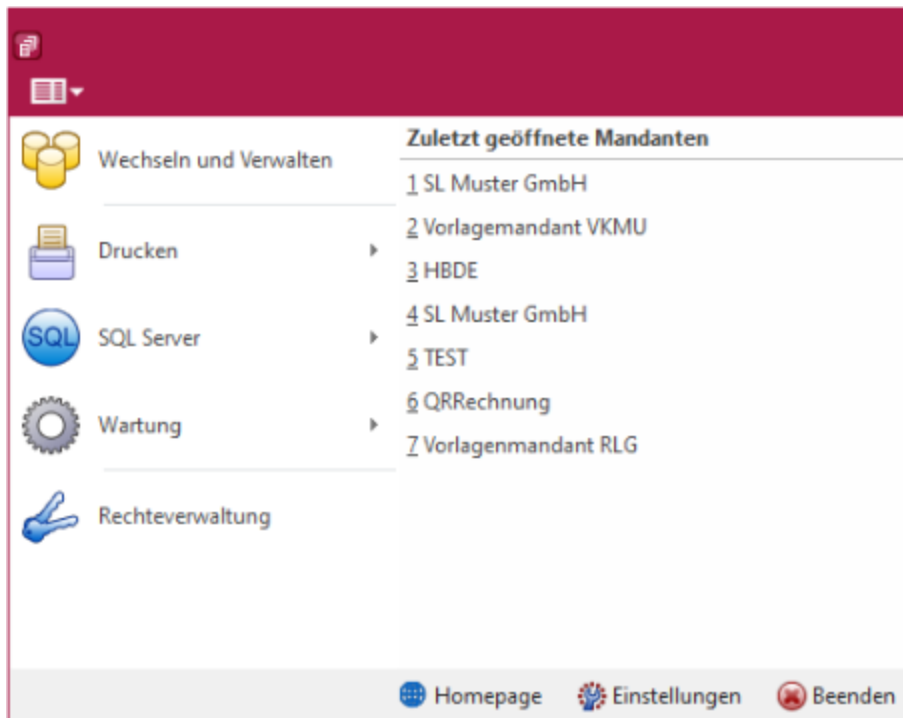 Wechseln und Verwalten
Drucken
SQL
SQL Server
Wartung
Rechteverwaltung
Zuletzt geöffnete Mandanten
1 SL Muster GmbH
2 Vorlagemandant VKMU
3 HBDE
4 SL Muster GmbH
5 TEST
6 QRRechnung
7 Vorlagenmandant RLG
Homepage Einstellungen Beenden